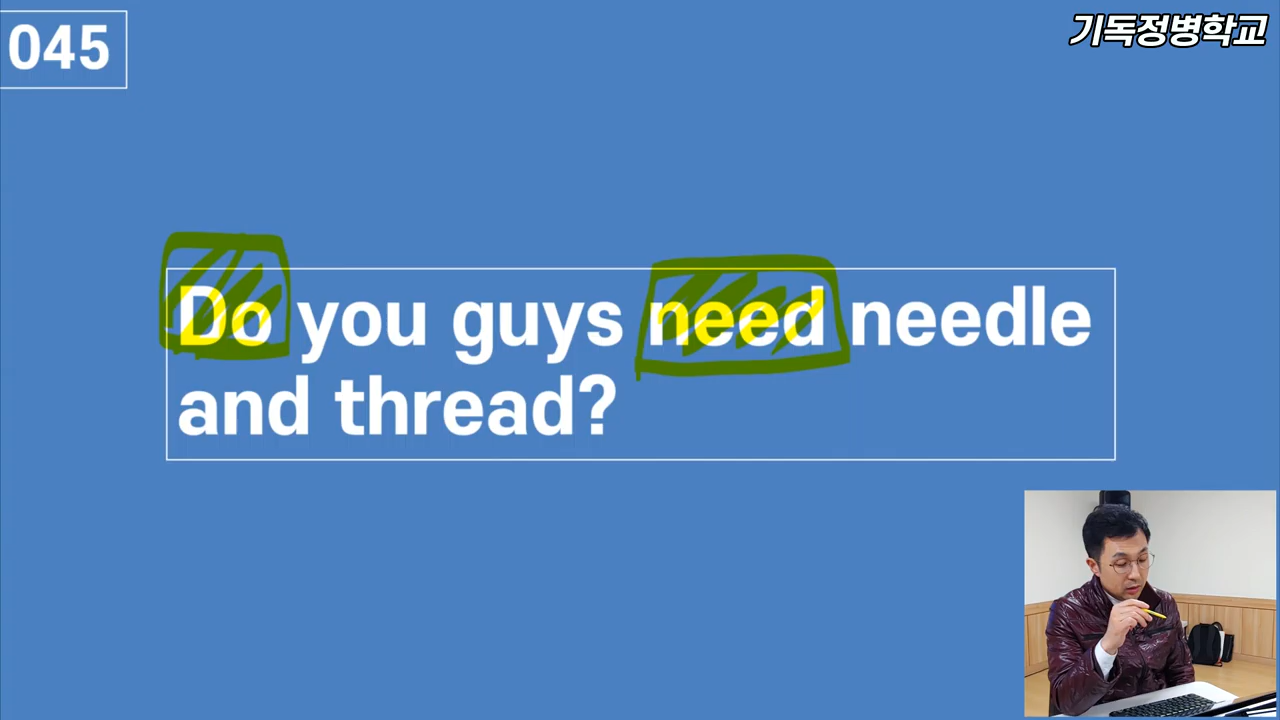 045
기독정병학교
Do you guys need needle
and thread?